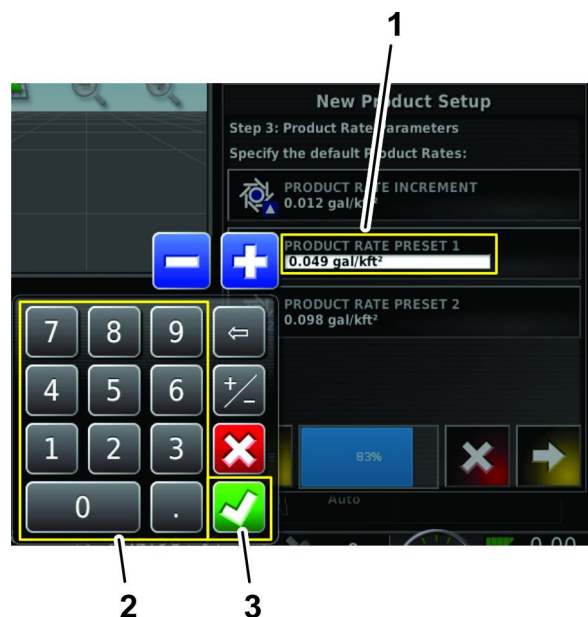 1
New Product Setup
Step 3: Product Rate Parameters
Specify the default Product Rates:
PRODUCT RATE INCREMENT
0.012 gal/kft²
PRODUCT RATE PRESET 1
0.049 gal/kft²
PRODUCT RATE PRESET 2
0.098 gal/kft²
7 8 9
4 5 6 +/-
1 2 3
0 .
83%
Auto
0.00
2 3